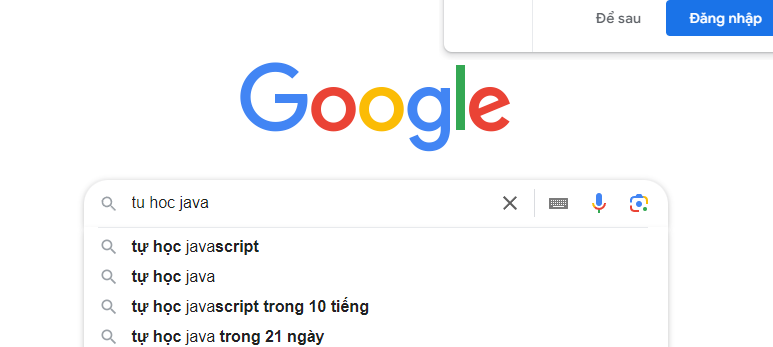 Để sau Đăng nhập
Google
tu hoc java
tự học javascript
tự học java
tự học javascript trong 10 tiếng
tự học java trong 21 ngày